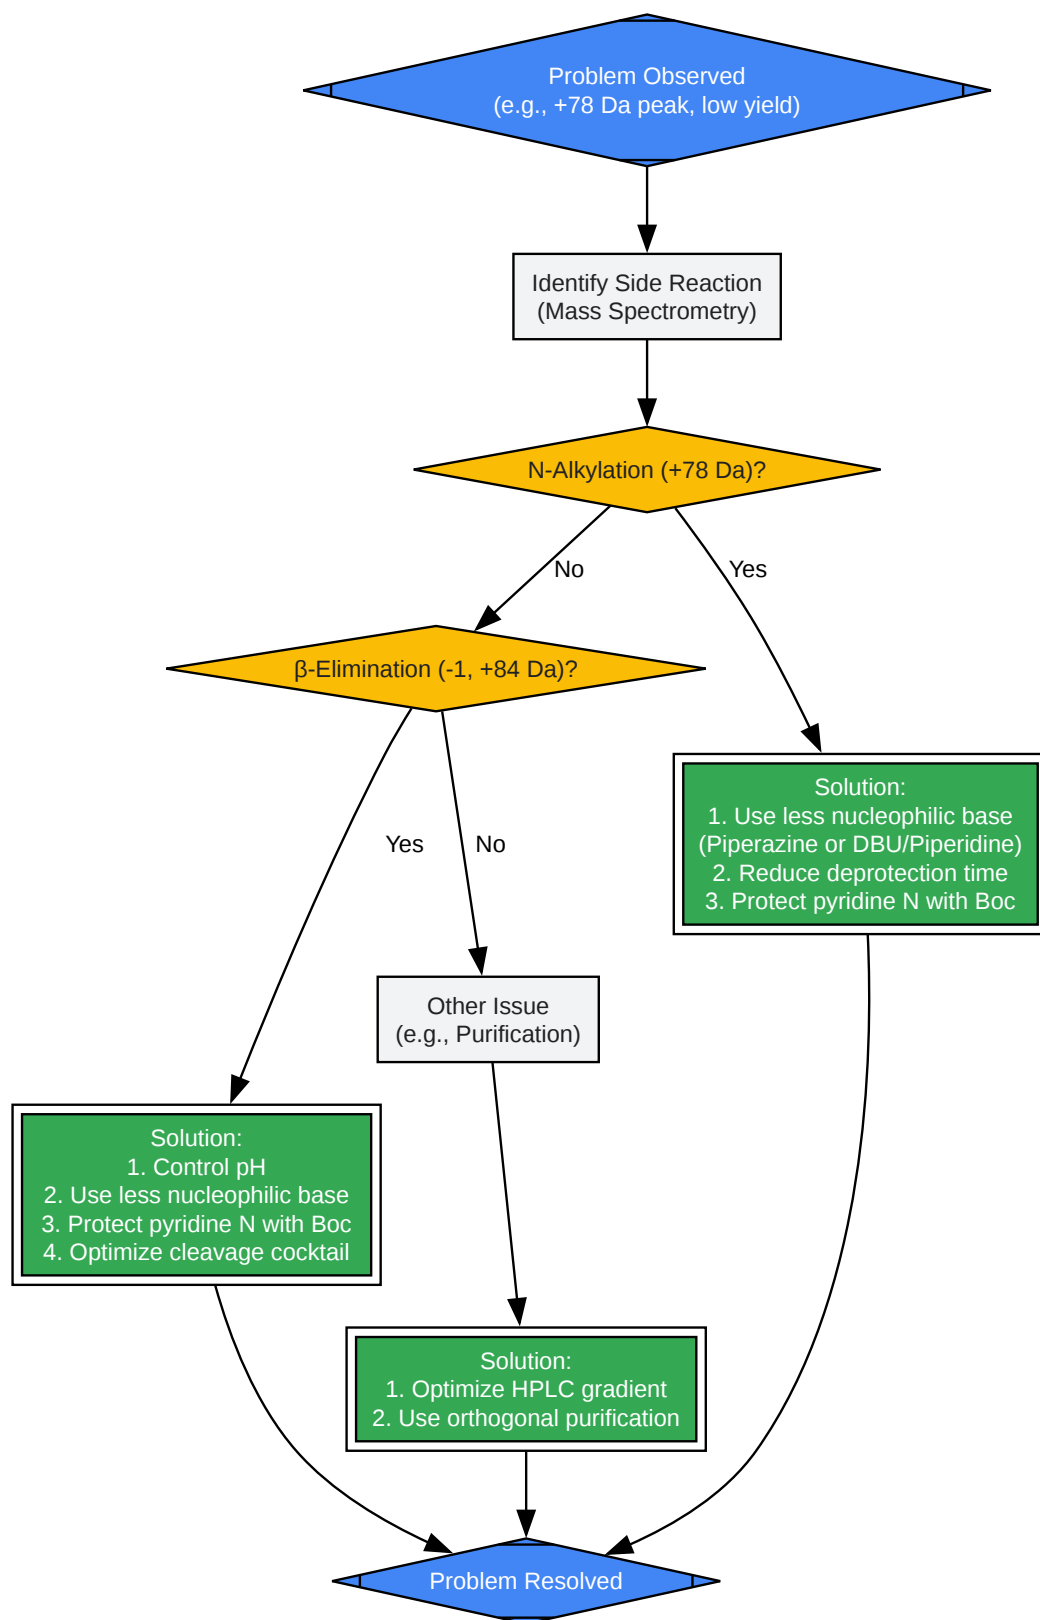 Problem Observed
(e.g., +78 Da peak, low yield)
Identify Side Reaction
(Mass Spectrometry)
N-Alkylation (+78 Da)?
No
Yes
β-Elimination (-1, +84 Da)?
Solution:
1. Use less nucleophilic base
(Piperazine or DBU/Piperidine)
2. Reduce deprotection time
3. Protect pyridine N with Boc
Yes
No
Other Issue
(e.g., Purification)
Solution:
1. Control pH
2. Use less nucleophilic base
3. Protect pyridine N with Boc
4. Optimize cleavage cocktail
Solution:
1. Optimize HPLC gradient
2. Use orthogonal purification
Problem Resolved